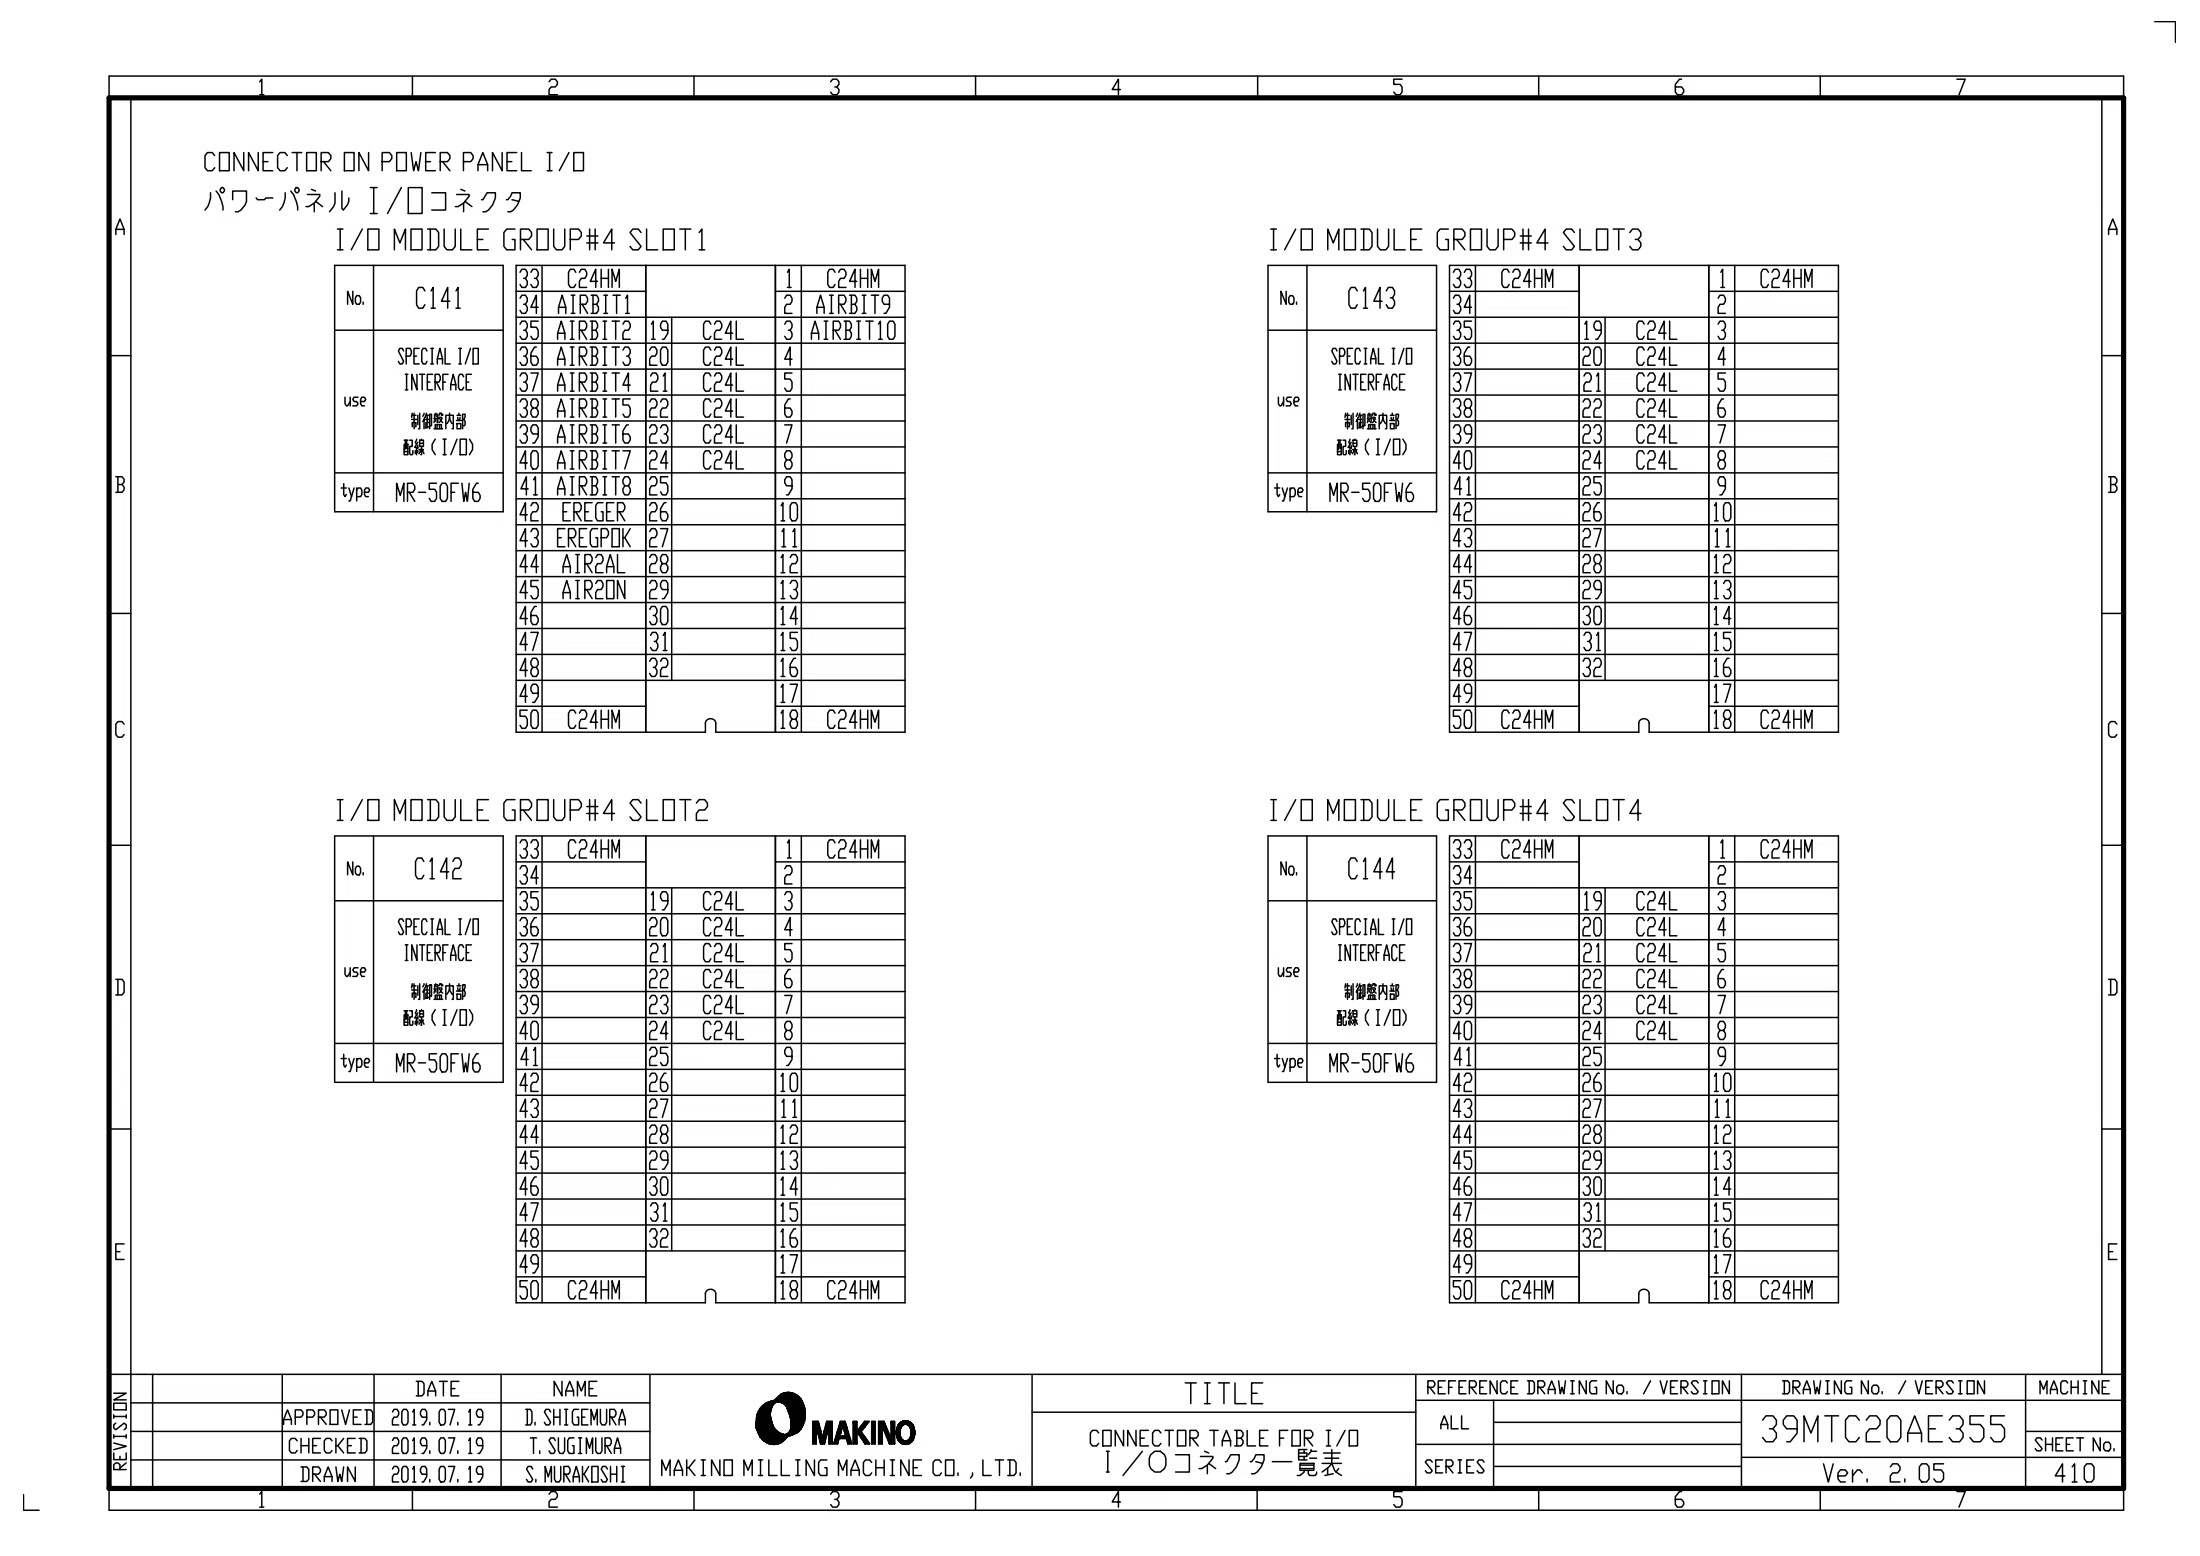 1 2 3 4 5 6 7
CONNECTOR ON POWER PANEL I/O
パワーパネル I/Oコネクタ
A A
B B
C C
D D
E E
I/O MODULE GROUP#4 SLOT1
No. C141
use SPECIAL I/O
INTERFACE
制御盤内部
配線(I/O)
type MR-50FW6
33 C24HM 1 C24HM
34 AIRBIT1 2 AIRBIT9
35 AIRBIT2 19 C24L 3 AIRBIT10
36 AIRBIT3 20 C24L 4
37 AIRBIT4 21 C24L 5
38 AIRBIT5 22 C24L 6
39 AIRBIT6 23 C24L 7
40 AIRBIT7 24 C24L 8
41 AIRBIT8 25 9
42 EREGER 26 10
43 EREGPOK 27 11
44 AIR2AL 28 12
45 AIR2ON 29 13
46 30 14
47 31 15
48 32 16
49 17
50 C24HM 18 C24HM
I/O MODULE GROUP#4 SLOT3
No. C143
use SPECIAL I/O
INTERFACE
制御盤内部
配線(I/O)
type MR-50FW6
33 C24HM 1 C24HM
34 2
35 19 C24L 3
36 20 C24L 4
37 21 C24L 5
38 22 C24L 6
39 23 C24L 7
40 24 C24L 8
41 25 9
42 26 10
43 27 11
44 28 12
45 29 13
46 30 14
47 31 15
48 32 16
49 17
50 C24HM 18 C24HM
I/O MODULE GROUP#4 SLOT2
No. C142
use SPECIAL I/O
INTERFACE
制御盤内部
配線(I/O)
type MR-50FW6
33 C24HM 1 C24HM
34 2
35 19 C24L 3
36 20 C24L 4
37 21 C24L 5
38 22 C24L 6
39 23 C24L 7
40 24 C24L 8
41 25 9
42 26 10
43 27 11
44 28 12
45 29 13
46 30 14
47 31 15
48 32 16
49 17
50 C24HM 18 C24HM
I/O MODULE GROUP#4 SLOT4
No. C144
use SPECIAL I/O
INTERFACE
制御盤内部
配線(I/O)
type MR-50FW6
33 C24HM 1 C24HM
34 2
35 19 C24L 3
36 20 C24L 4
37 21 C24L 5
38 22 C24L 6
39 23 C24L 7
40 24 C24L 8
41 25 9
42 26 10
43 27 11
44 28 12
45 29 13
46 30 14
47 31 15
48 32 16
49 17
50 C24HM 18 C24HM
REVISION
DATE NAME
APPROVED 2019.07.19 D. SHIGEMURA
CHECKED 2019.07.19 T. SUGIMURA
DRAWN 2019.07.19 S. MURAKOSHI
MAKINO
MAKINO MILLING MACHINE CO.,LTD.
TITLE
CONNECTOR TABLE FOR I/O
I/Oコネクタ一覧表
REFERENCE DRAWING No. / VERSION
ALL
SERIES
DRAWING No. / VERSION
39MTC20AE355
Ver. 2.05
MACHINE
SHEET No.
410
1 2 3 4 5 6 7